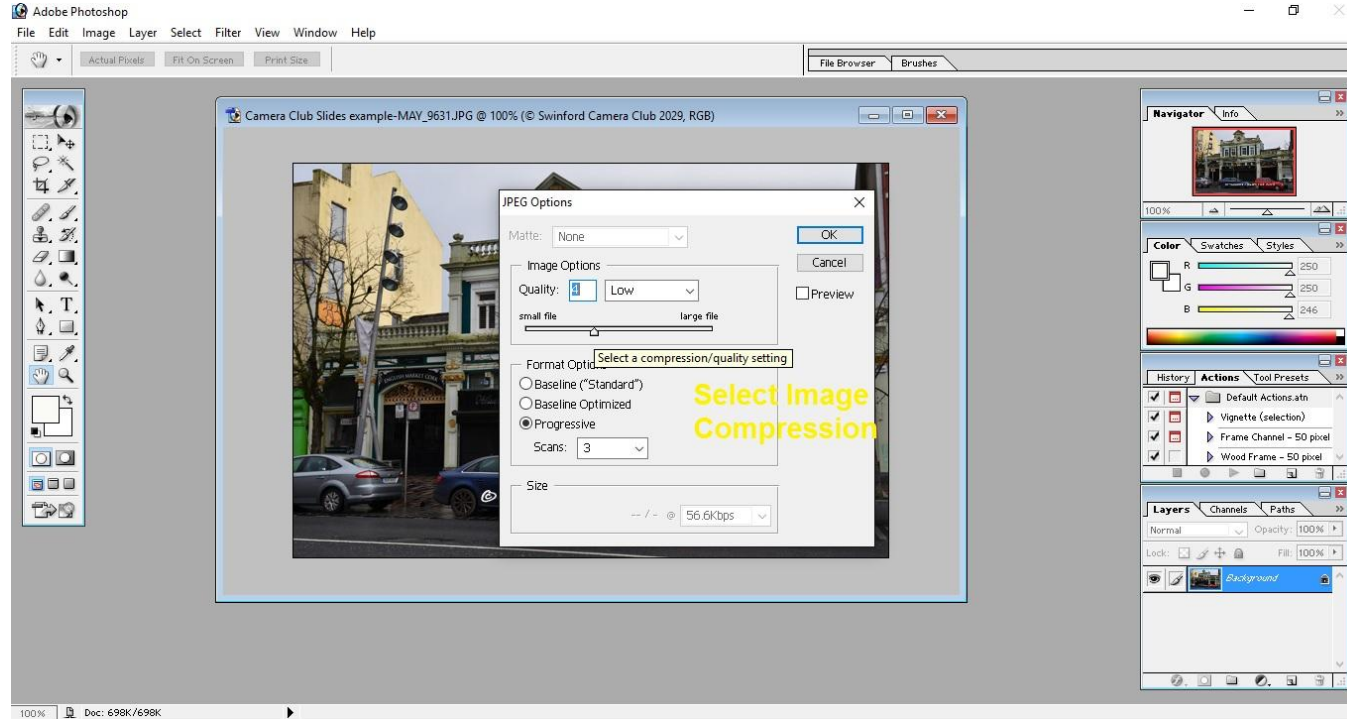 Adobe Photoshop
File Edit Image Layer Select Filter View Window Help
Actual Pixels Fit On Screen Print Size
File Browser Brushes
Camera Club Slides example-MAY_9631.JPG @ 100% (© Swinford Camera Club 2029, RGB)
JPEG Options
Matte: None
OK
Cancel
Preview
Image Options
Quality: 4 Low
small file large file
Select a compression/quality setting
Format Options
Baseline ("Standard")
Baseline Optimized
Progressive
Scans: 3
Size
-- / - @ 56.6Kbps
Select Image
Compression
Navigator Info
100%
Color Swatches Styles
R 250
G 250
B 246
History Actions Tool Presets
Default Actions.atn
Vignette (selection)
Frame Channel - 50 pixel
Wood Frame - 50 pixel
Layers Channels Paths
Normal Opacity: 100%
Lock: Fill: 100%
Background
100% Doc: 698K/698K